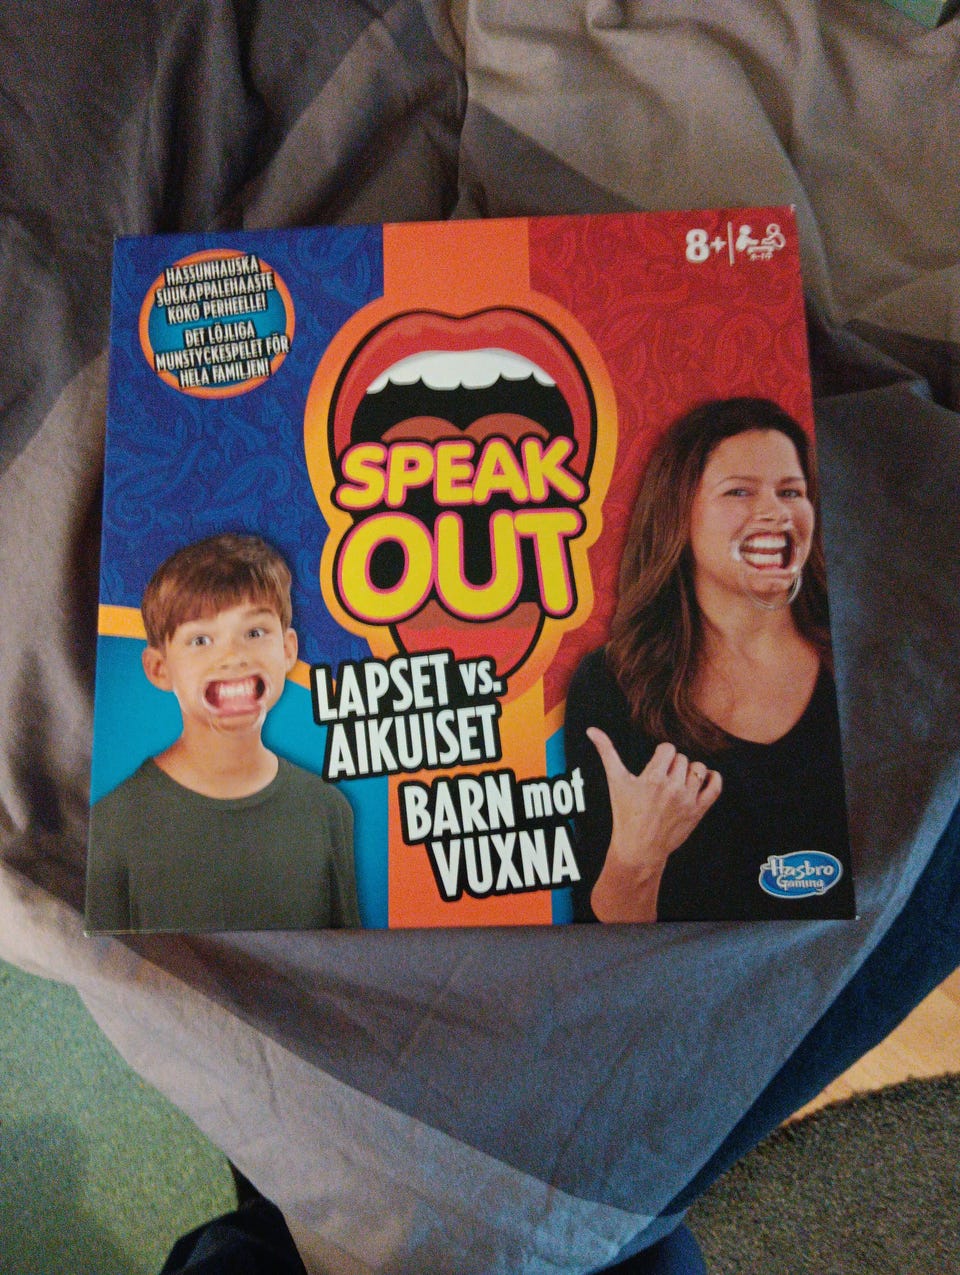 HASSUNHAUSKA
SUUKAPPALEHAASTE
KOKO PERHEELLE!
DET LÖJLIGA
MUNSTYCKESPELET FÖR
HELA FAMILJEN!
8+
SPEAK
OUT
LAPSET vs.
AIKUISET
BARN mot
VUXNA
Hasbro
Gaming